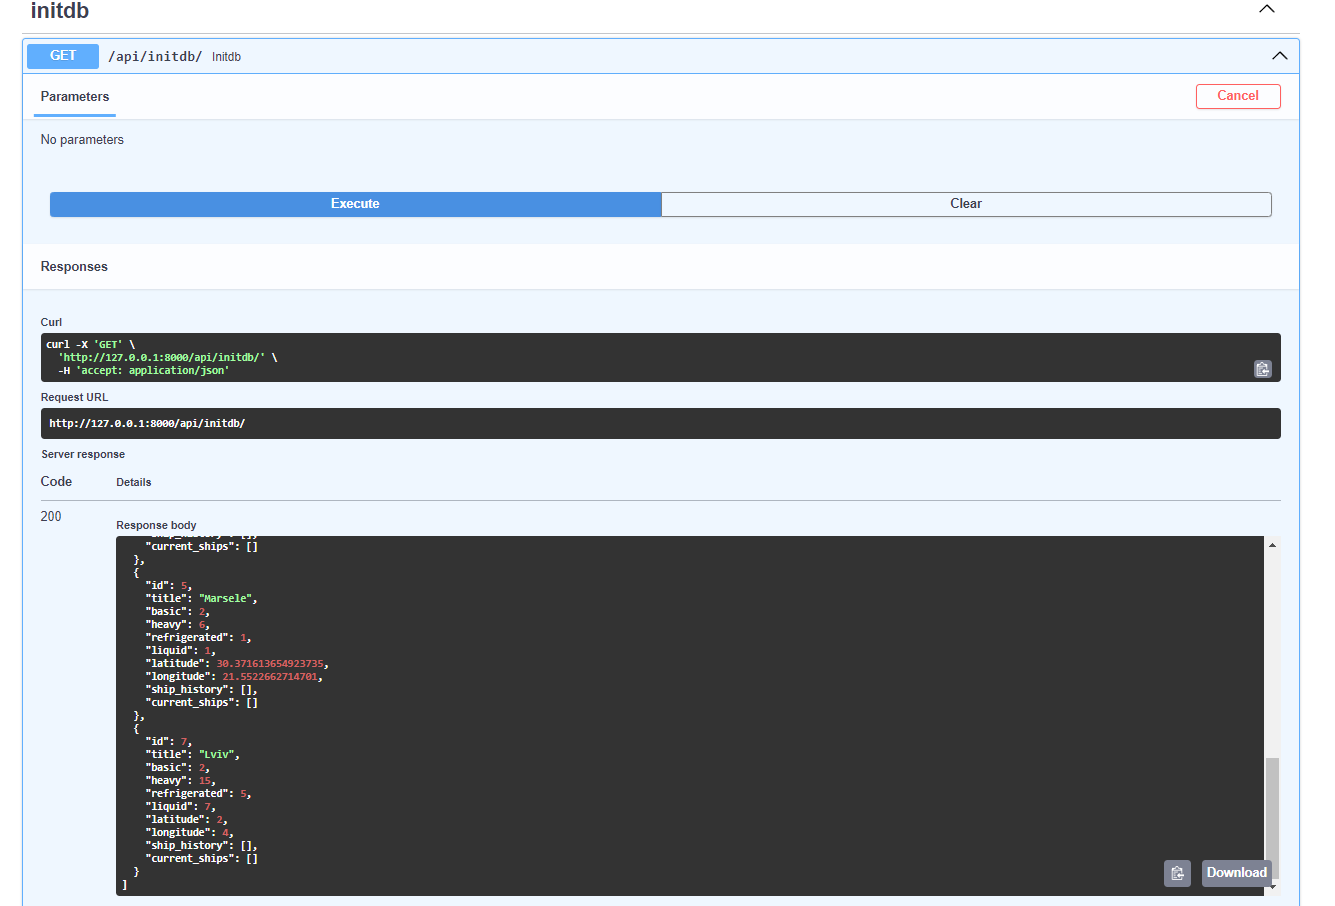 initdb
GET /api/initdb/ Initdb
Parameters
Cancel
No parameters
Execute
Clear
Responses
Curl
curl -X 'GET' \
  'http://127.0.0.1:8000/api/initdb/' \
  -H 'accept: application/json'
Request URL
http://127.0.0.1:8000/api/initdb/
Server response
Code Details
200
Response body
    "ship_history": [],
    "current_ships": []
  },
  {
    "id": 5,
    "title": "Marsele",
    "basic": 2,
    "heavy": 6,
    "refrigerated": 1,
    "liquid": 1,
    "latitude": 30.371613654923735,
    "longitude": 21.5522662714701,
    "ship_history": [],
    "current_ships": []
  },
  {
    "id": 7,
    "title": "Lviv",
    "basic": 2,
    "heavy": 15,
    "refrigerated": 5,
    "liquid": 7,
    "latitude": 2,
    "longitude": 4,
    "ship_history": [],
    "current_ships": []
  }
]
Download